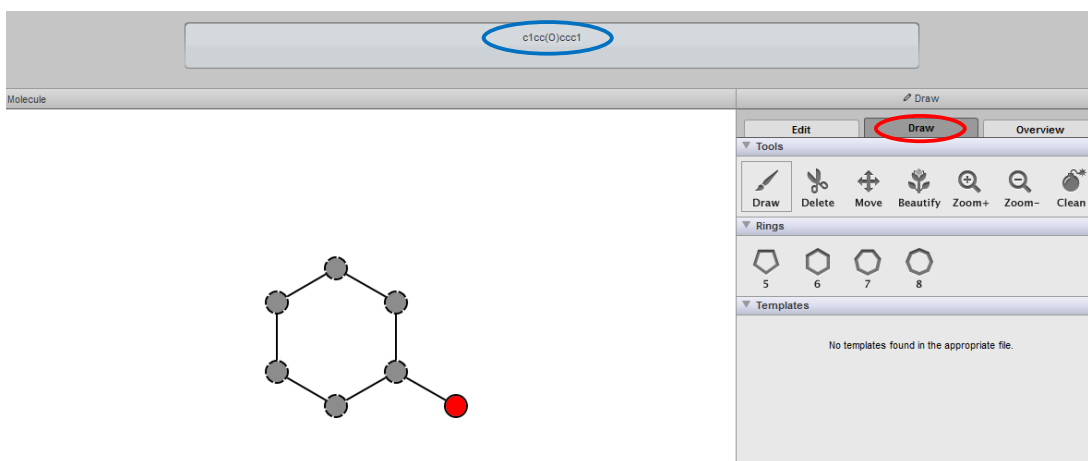 c1cc(O)ccc1
Molecule
Draw
Edit Draw Overview
Tools
Draw Delete Move Beautify Zoom+ Zoom− Clean
Rings
5 6 7 8
Templates
No templates found in the appropriate file.